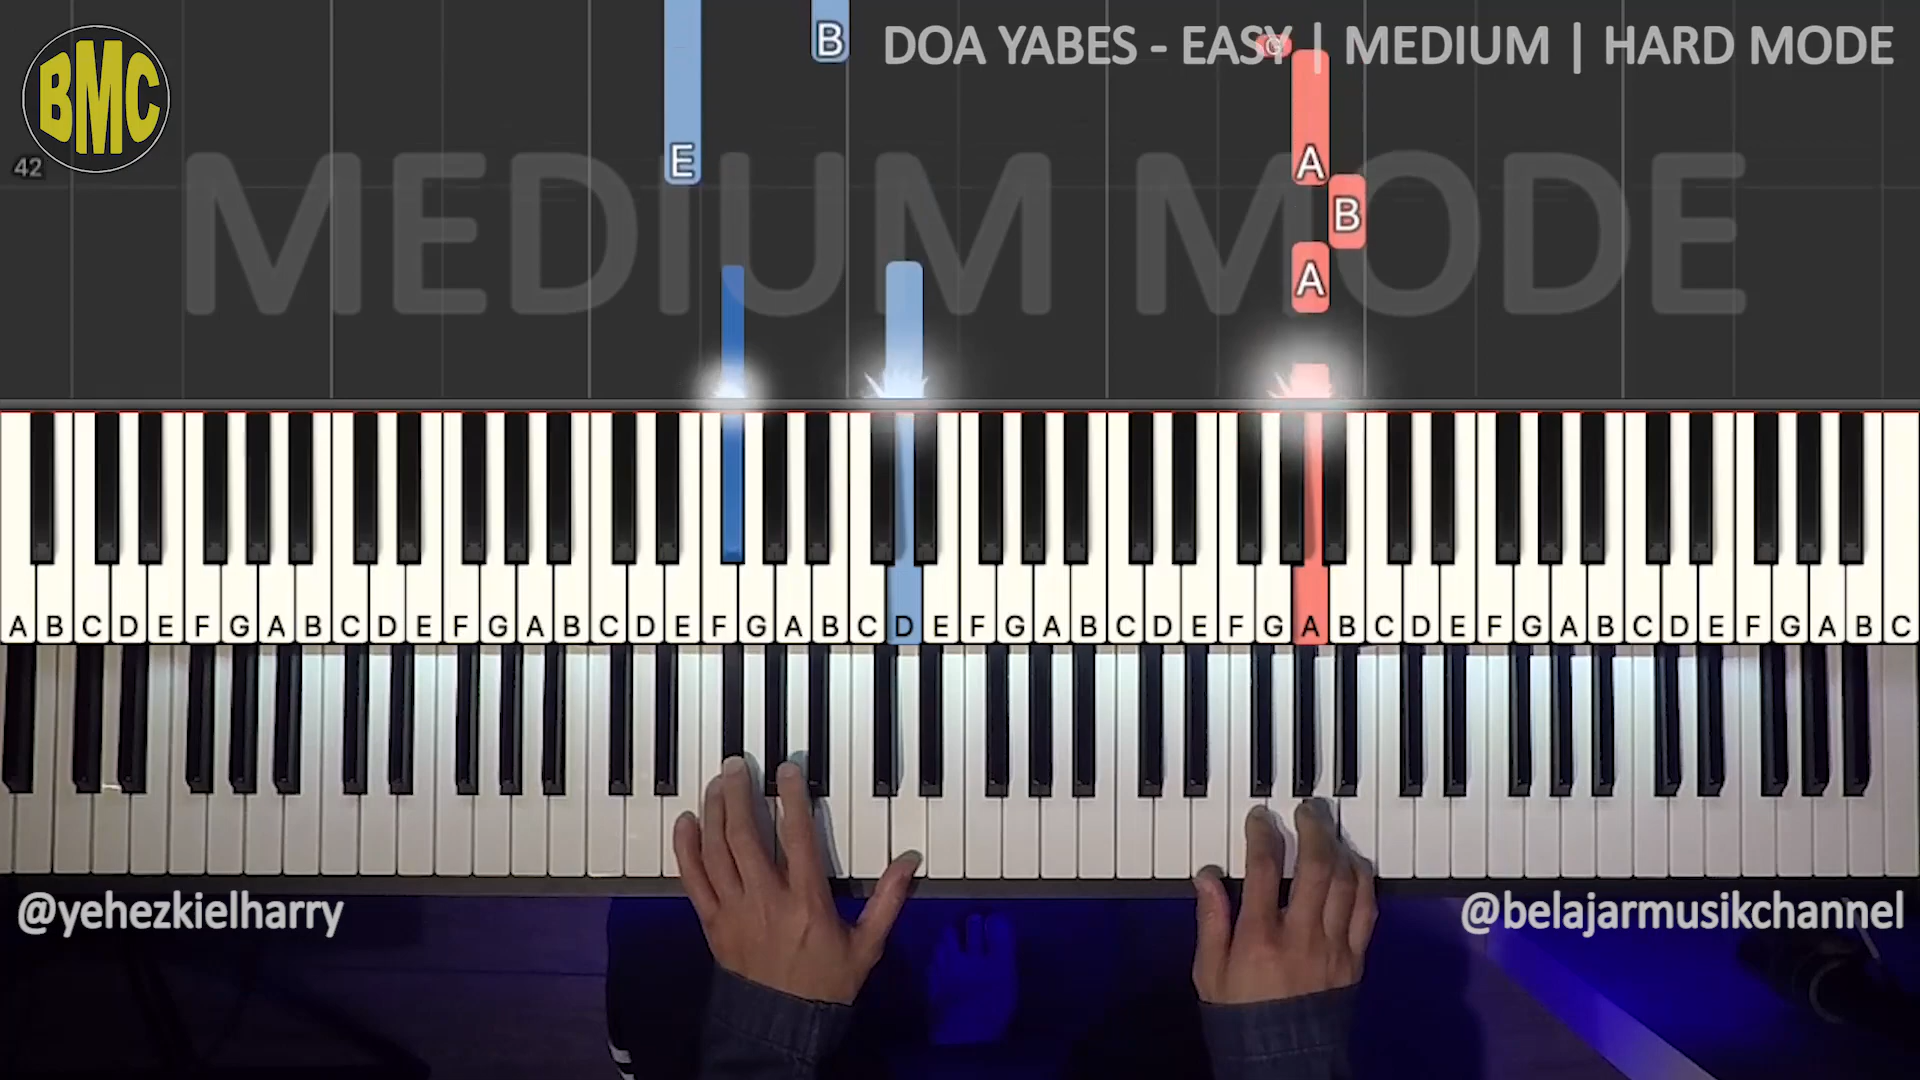 BMC
DOA YABES - EASY | MEDIUM | HARD MODE
G
B
42
E
A
MEDIUM MODE
B
A
A B C D E F G A B C D E F G A B C D E F G A B C D E F G A B C D E F G A B C D E F G A B C D E F G A B C
@yehezkielharry
@belajarmusikchannel